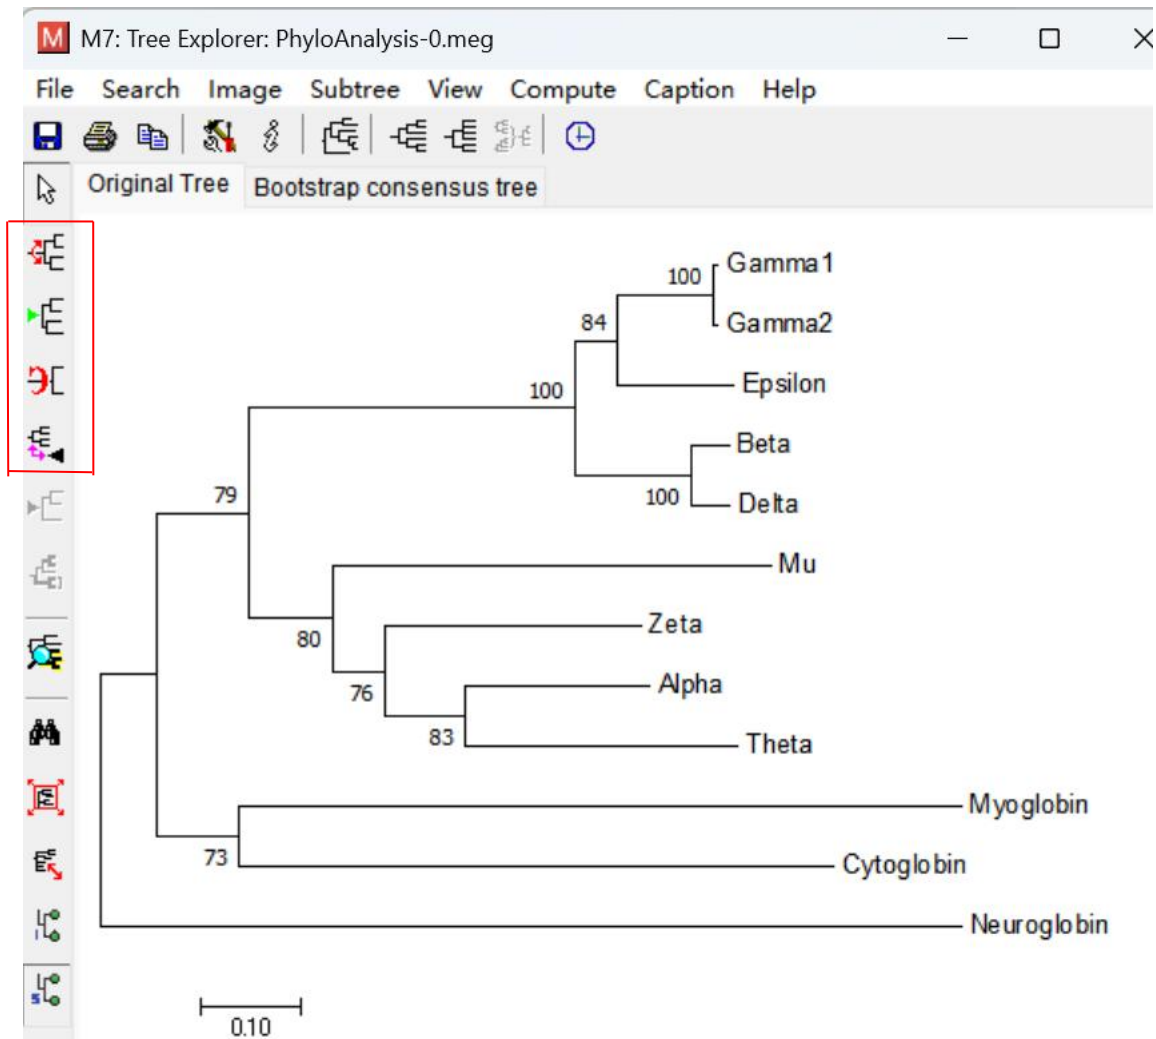 M M7: Tree Explorer: PhyloAnalysis-0.meg
File Search Image Subtree View Compute Caption Help
Original Tree Bootstrap consensus tree
Gamma1
100
Gamma2
84
Epsilon
100
Beta
79
100
Delta
Mu
Zeta
80
Alpha
76
83
Theta
Myoglobin
73
Cytoglobin
Neuroglobin
I
S
0.10